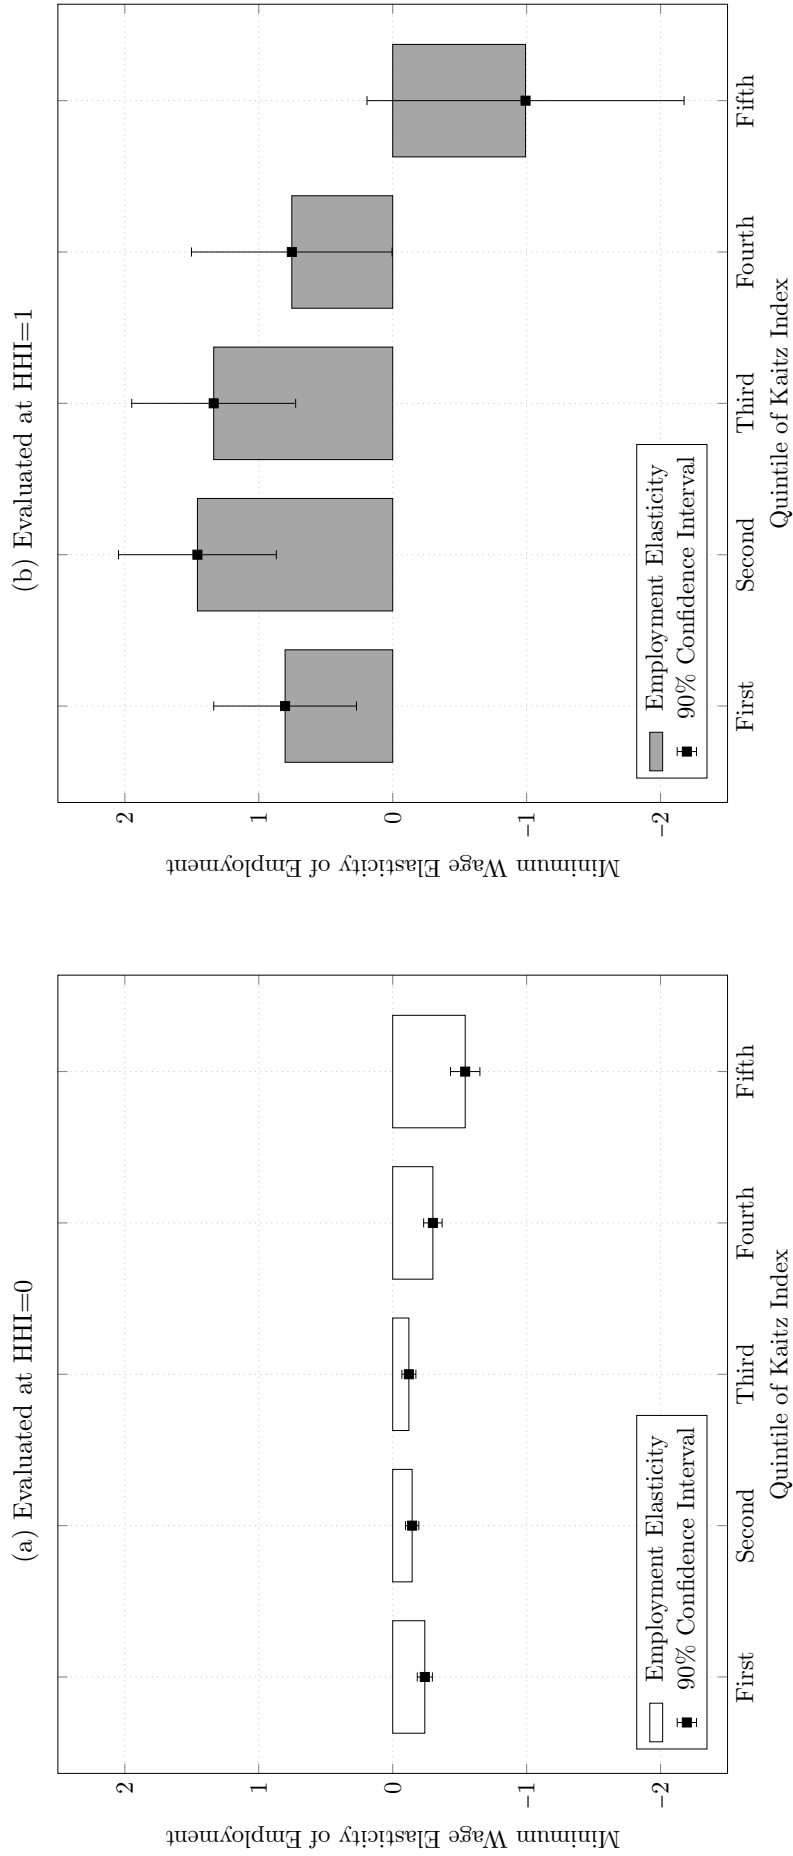 (a) Evaluated at HHI=0
Minimum Wage Elasticity of Employment
2
1
0
−1
−2
First
Second
Third
Fourth
Fifth
Quintile of Kaitz Index
Employment Elasticity
90% Confidence Interval
(b) Evaluated at HHI=1
Minimum Wage Elasticity of Employment
2
1
0
−1
−2
First
Second
Third
Fourth
Fifth
Quintile of Kaitz Index
Employment Elasticity
90% Confidence Interval